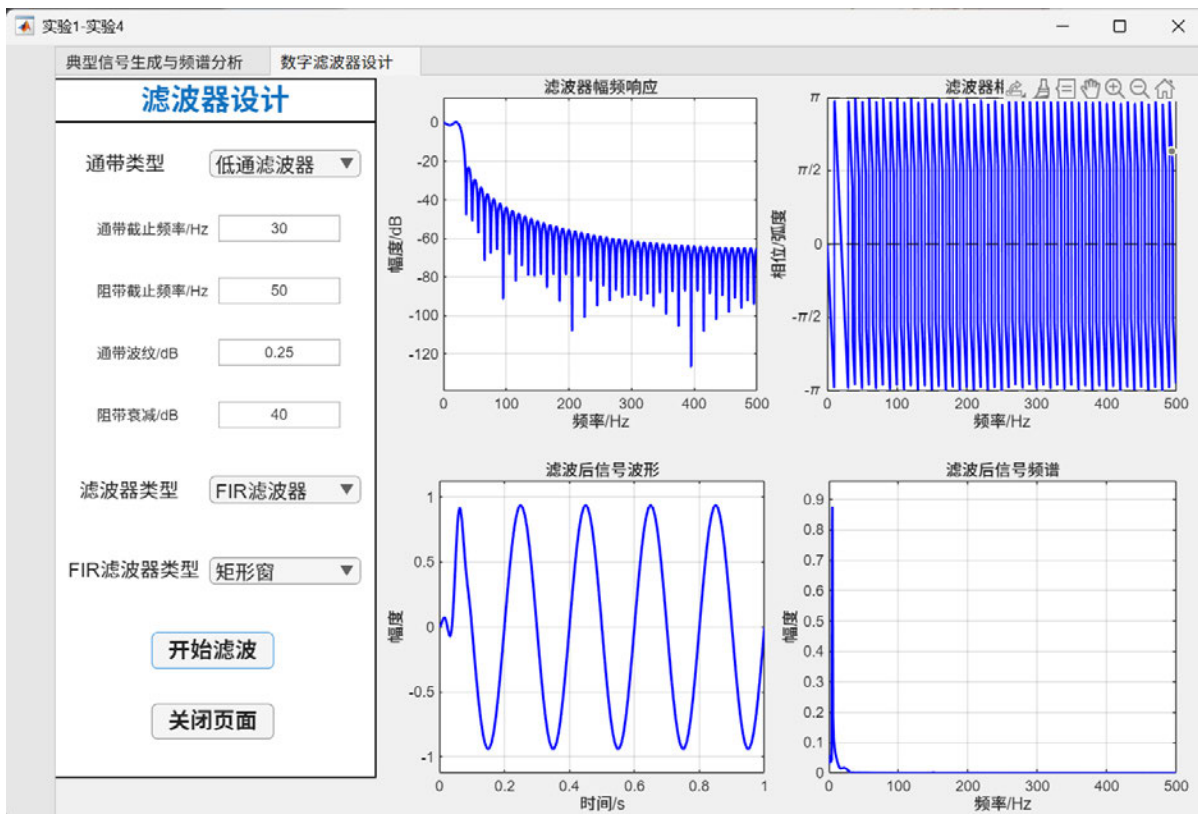 实验1-实验4
典型信号生成与频谱分析
数字滤波器设计
滤波器设计
通带类型
低通滤波器
通带截止频率/Hz
30
阻带截止频率/Hz
50
通带波纹/dB
0.25
阻带衰减/dB
40
滤波器类型
FIR滤波器
FIR滤波器类型
矩形窗
开始滤波
关闭页面
滤波器幅频响应
幅度/dB
0
-20
-40
-60
-80
-100
-120
0 100 200 300 400 500
频率/Hz
滤波器
相位/弧度
π
π/2
0
-π/2
-π
0 100 200 300 400 500
频率/Hz
滤波后信号波形
幅度
1
0.5
0
-0.5
-1
0 0.2 0.4 0.6 0.8 1
时间/s
滤波后信号频谱
幅度
0.9
0.8
0.7
0.6
0.5
0.4
0.3
0.2
0.1
0
0 100 200 300 400 500
频率/Hz